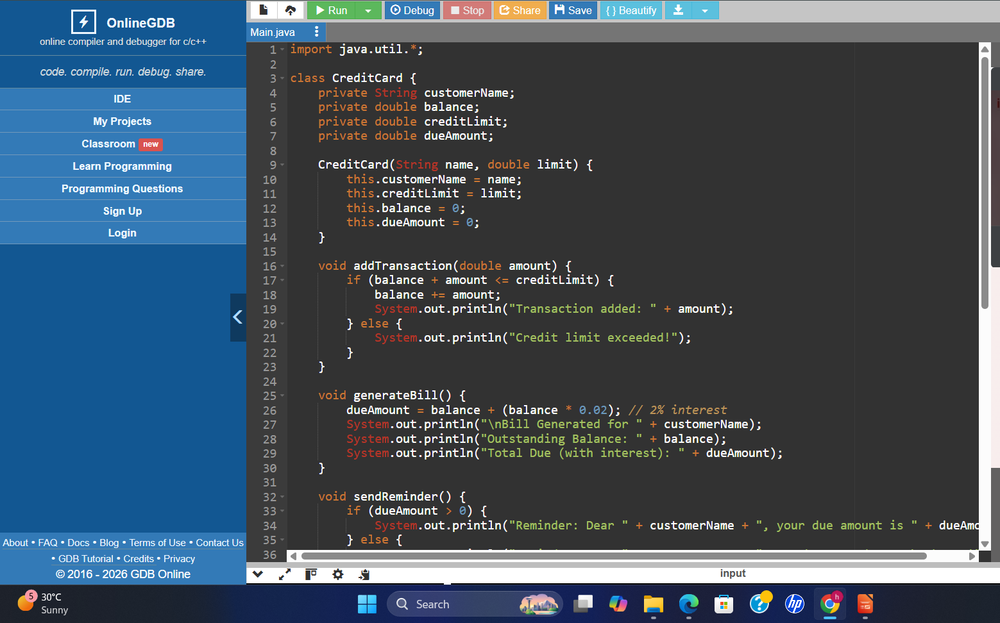 OnlineGDB
online compiler and debugger for c/c++
code. compile. run. debug. share.
IDE
My Projects
Classroom new
Learn Programming
Programming Questions
Sign Up
Login
About • FAQ • Docs • Blog • Terms of Use • Contact Us
• GDB Tutorial • Credits • Privacy
© 2016 - 2026 GDB Online
Run Debug Stop Share Save { } Beautify
Main.java
1 import java.util.*;
2
3 class CreditCard {
4 private String customerName;
5 private double balance;
6 private double creditLimit;
7 private double dueAmount;
8
9 CreditCard(String name, double limit) {
10 this.customerName = name;
11 this.creditLimit = limit;
12 this.balance = 0;
13 this.dueAmount = 0;
14 }
15
16 void addTransaction(double amount) {
17 if (balance + amount <= creditLimit) {
18 balance += amount;
19 System.out.println("Transaction added: " + amount);
20 } else {
21 System.out.println("Credit limit exceeded!");
22 }
23 }
24
25 void generateBill() {
26 dueAmount = balance + (balance * 0.02); // 2% interest
27 System.out.println("\nBill Generated for " + customerName);
28 System.out.println("Outstanding Balance: " + balance);
29 System.out.println("Total Due (with interest): " + dueAmount);
30 }
31
32 void sendReminder() {
33 if (dueAmount > 0) {
34 System.out.println("Reminder: Dear " + customerName + ", your due amount is " + dueAmo
35 } else {
36
input
5
30°C
Sunny
Search
hp
h